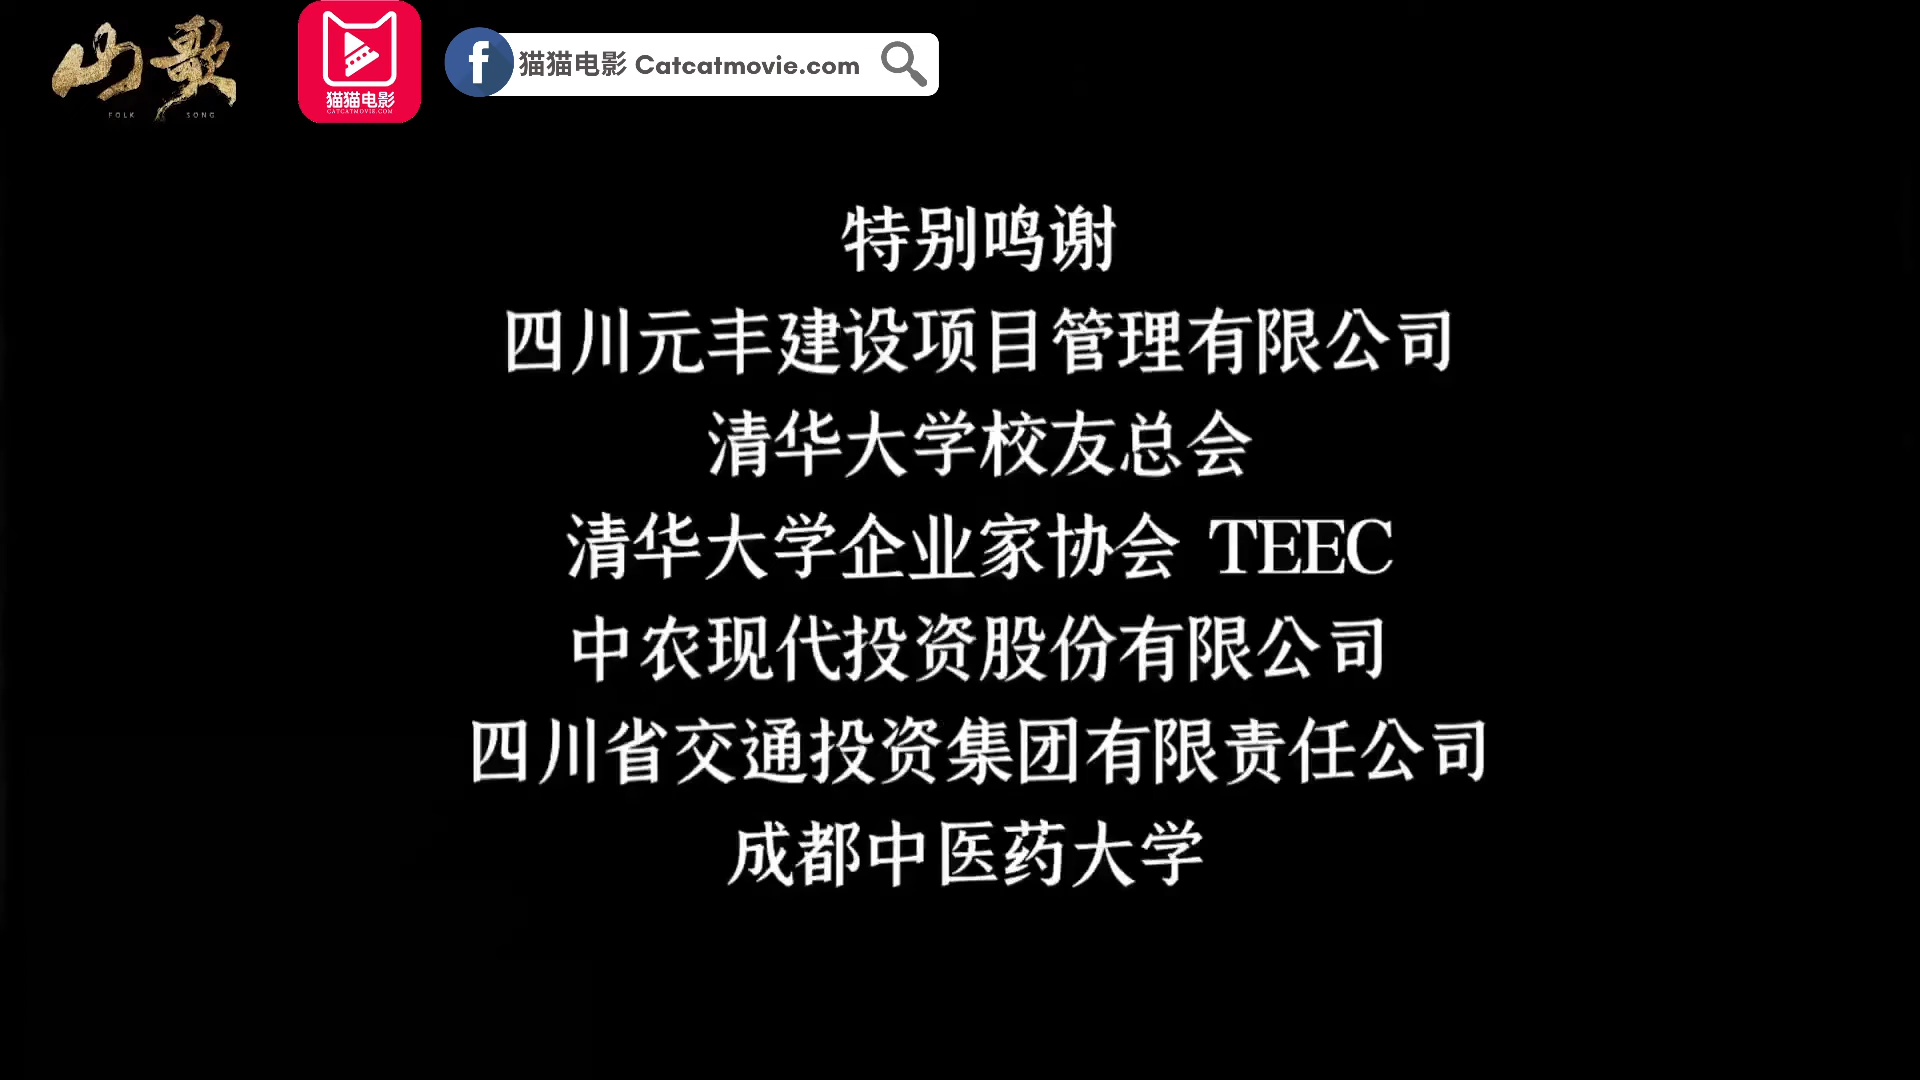 山歌
FOLK SONG
猫猫电影
CATCATMOVIE.COM
f 猫猫电影 Catcatmovie.com
特别鸣谢
四川元丰建设项目管理有限公司
清华大学校友总会
清华大学企业家协会 TEEC
中农现代投资股份有限公司
四川省交通投资集团有限责任公司
成都中医药大学